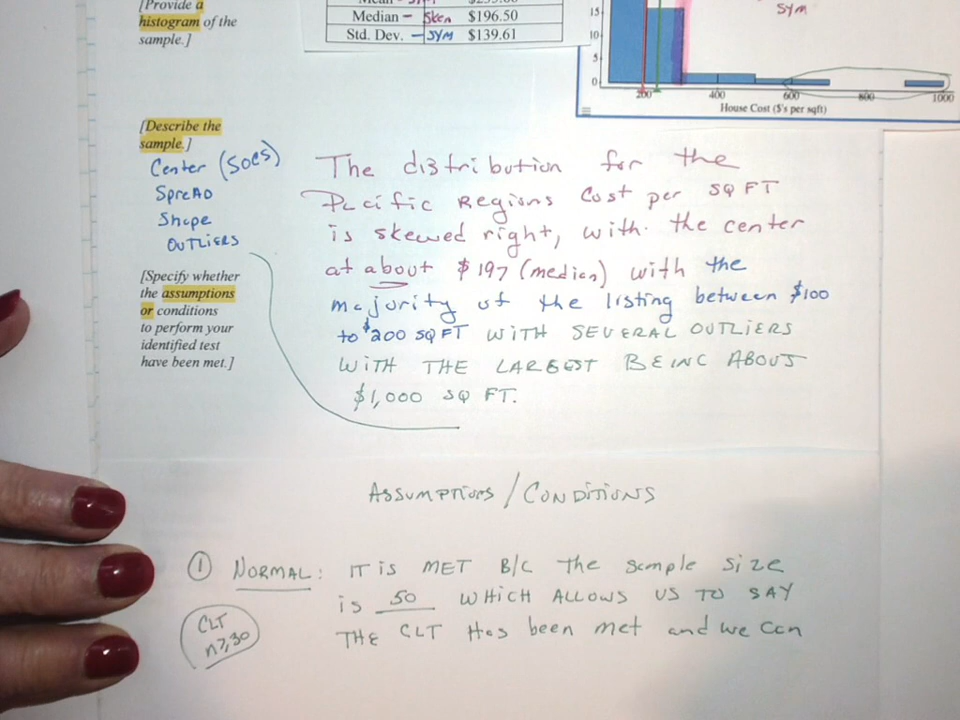 [Provide a
histogram of the
sample.]
Median - Sken $196.50
Std. Dev. - SYM $139.61
SYM
15
10
5
0
200 400 600 800 1000
House Cost ($'s per sqft)
[Describe the
sample.]
Center (SOCS)
SpreAD
Shape
OUTLiERS
The distribution for the
Pacific Regions Cost per SQ FT
is skewed right, with the center
at about $197 (median) with the
majority of the listing between $100
to $200 SQ FT WITH SEVERAL OUTLIERS
WITH THE LARGEST BEING ABOUT
$1,000 SQ FT.
[Specify whether
the assumptions
or conditions
to perform your
identified test
have been met.]
ASSUMPTIONS / CONDITIONS
① NORMAL: IT is MET B/C The sample size
is 50 WHICH ALLOWS US TO SAY
THE CLT Has been met and we can
CLT
n≥30